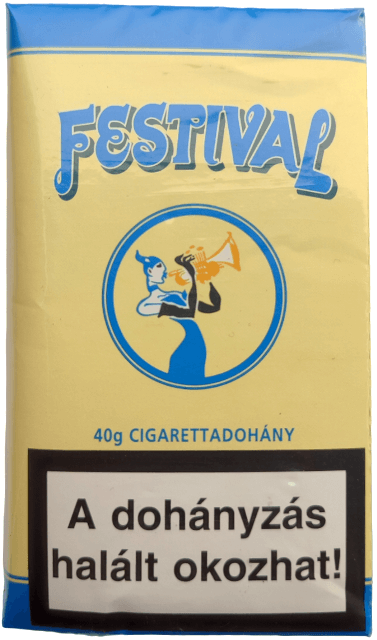 FESTIVAL
40g CIGARETTADOHÁNY
A dohányzás
halált okozhat!